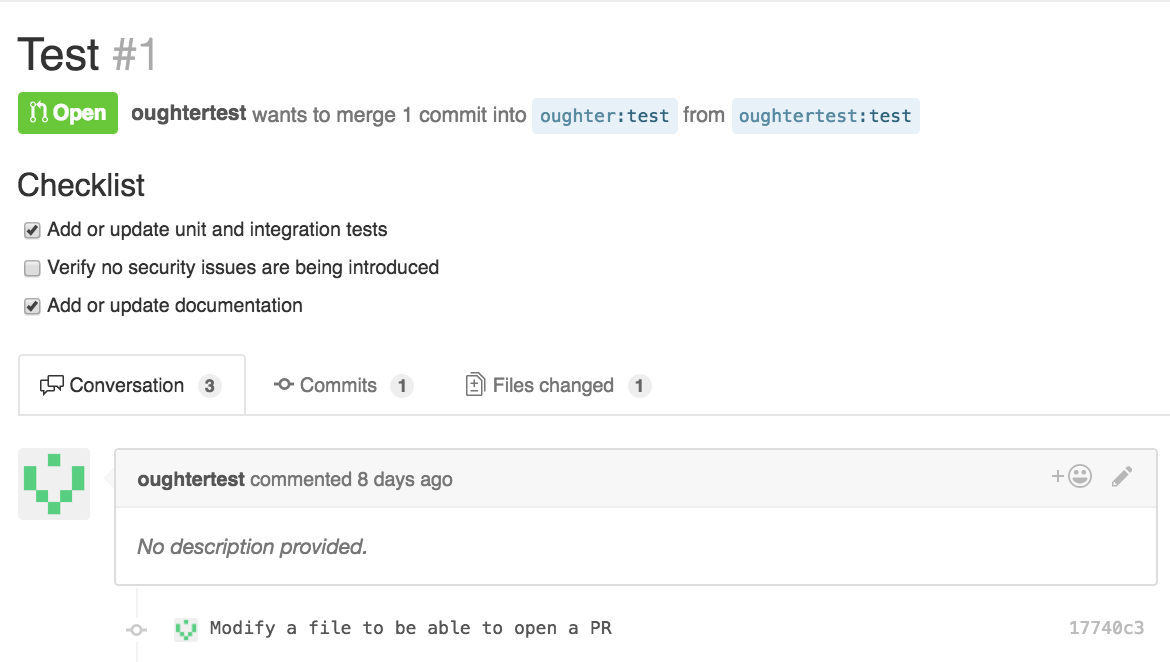 Test #1
Open oughtertest wants to merge 1 commit into oughter:test from oughtertest:test
Checklist
Add or update unit and integration tests
Verify no security issues are being introduced
Add or update documentation
Conversation 3 Commits 1 Files changed 1
oughtertest commented 8 days ago
No description provided.
Modify a file to be able to open a PR 17740c3